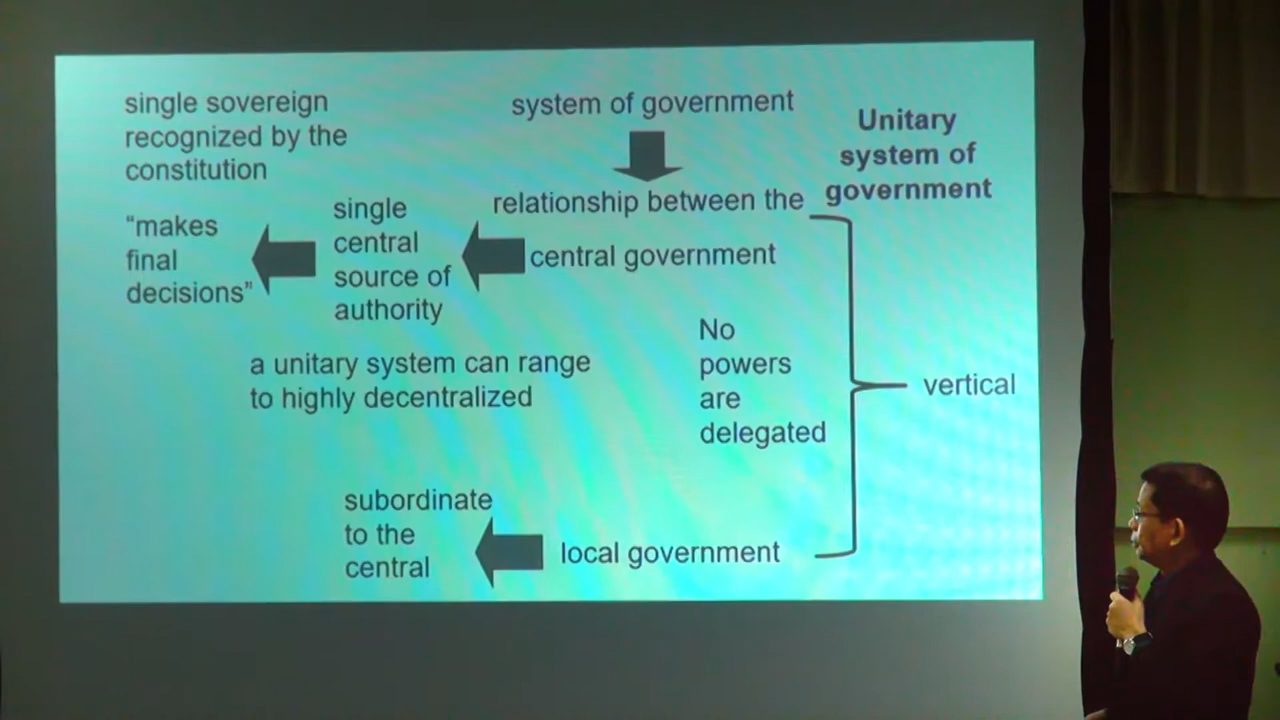 single sovereign
recognized by the
constitution
system of government
Unitary
system of
government
relationship between the
“makes
final
decisions”
single
central
source of
authority
central government
a unitary system can range
to highly decentralized
No
powers
are
delegated
vertical
subordinate
to the
central
local government